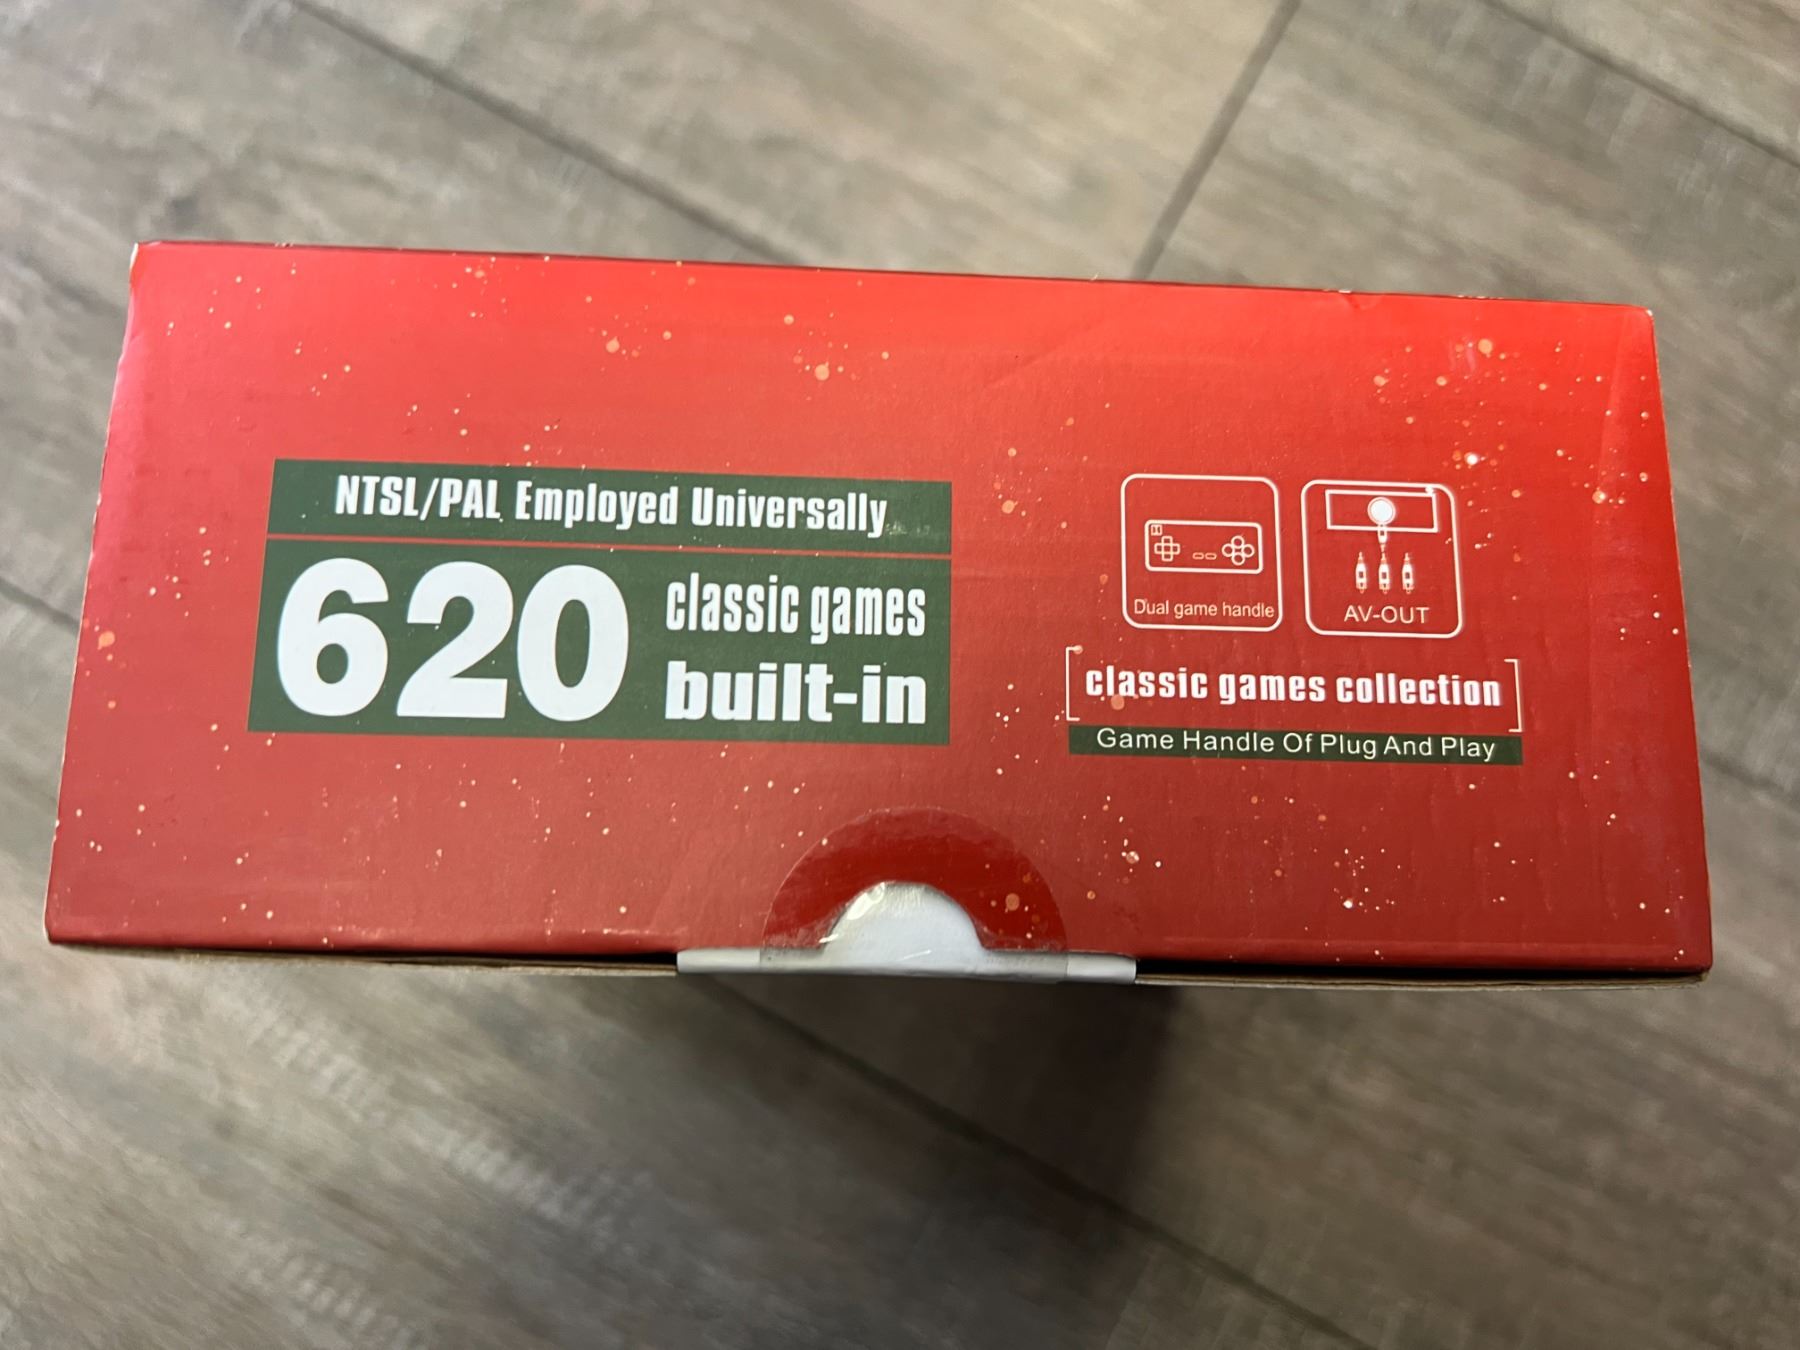 NTSL/PAL Employed Universally
620 classic games
built-in
Dual game handle
AV-OUT
classic games collection
Game Handle Of Plug And Play